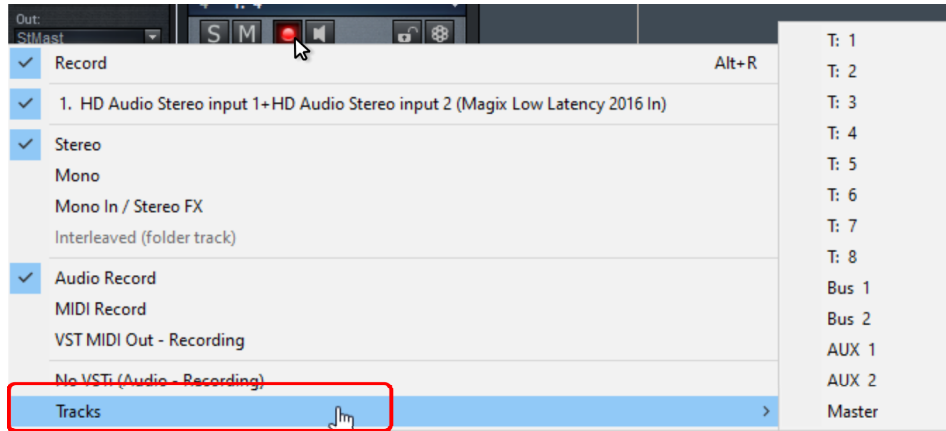 Out:
StMast
S M
Record Alt+R
1. HD Audio Stereo input 1+HD Audio Stereo input 2 (Magix Low Latency 2016 In)
Stereo
Mono
Mono In / Stereo FX
Interleaved (folder track)
Audio Record
MIDI Record
VST MIDI Out - Recording
No VSTi (Audio - Recording)
Tracks
T: 1
T: 2
T: 3
T: 4
T: 5
T: 6
T: 7
T: 8
Bus 1
Bus 2
AUX 1
AUX 2
Master